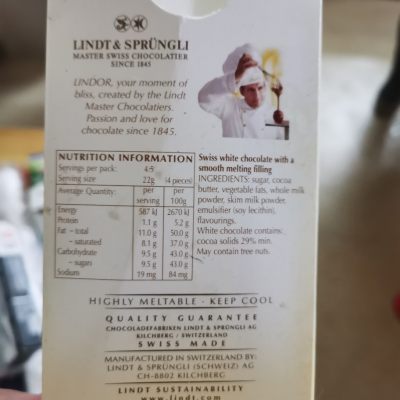 LINDT & SPRÜNGLI
MASTER SWISS CHOCOLATIER
SINCE 1845
LINDOR, your moment of
bliss, created by the Lindt
Master Chocolatiers.
Passion and love for
chocolate since 1845.
NUTRITION INFORMATION
Servings per pack: 4.5
Serving size 22g (4 pieces)
Average Quantity: per serving per 100g
Energy 587 kJ 2670 kJ
Protein 1.1 g 5.2 g
Fat – total 11.0 g 50.0 g
– saturated 8.1 g 37.0 g
Carbohydrate 9.5 g 43.0 g
– sugars 9.5 g 43.0 g
Sodium 19 mg 84 mg
Swiss white chocolate with a
smooth melting filling
INGREDIENTS: sugar, cocoa
butter, vegetable fats, whole milk
powder, skim milk powder,
emulsifier (soy lecithin),
flavourings.
White chocolate contains:
cocoa solids 29% min.
May contain tree nuts.
HIGHLY MELTABLE - KEEP COOL
QUALITY GUARANTEE
CHOCOLADEFABRIKEN LINDT & SPRÜNGLI AG
KILCHBERG / SWITZERLAND
SWISS MADE
MANUFACTURED IN SWITZERLAND BY:
LINDT & SPRÜNGLI (SCHWEIZ) AG
CH-8802 KILCHBERG
LINDT SUSTAINABILITY
www.lindt.com